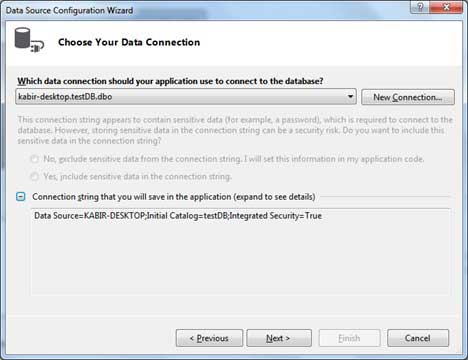 Data Source Configuration Wizard
Choose Your Data Connection
Which data connection should your application use to connect to the database?
kabir-desktop.testDB.dbo
New Connection...
This connection string appears to contain sensitive data (for example, a password), which is required to connect to the
database. However, storing sensitive data in the connection string can be a security risk. Do you want to include this
sensitive data in the connection string?
No, exclude sensitive data from the connection string. I will set this information in my application code.
Yes, include sensitive data in the connection string.
Connection string that you will save in the application (expand to see details)
Data Source=KABIR-DESKTOP;Initial Catalog=testDB;Integrated Security=True
< Previous
Next >
Finish
Cancel